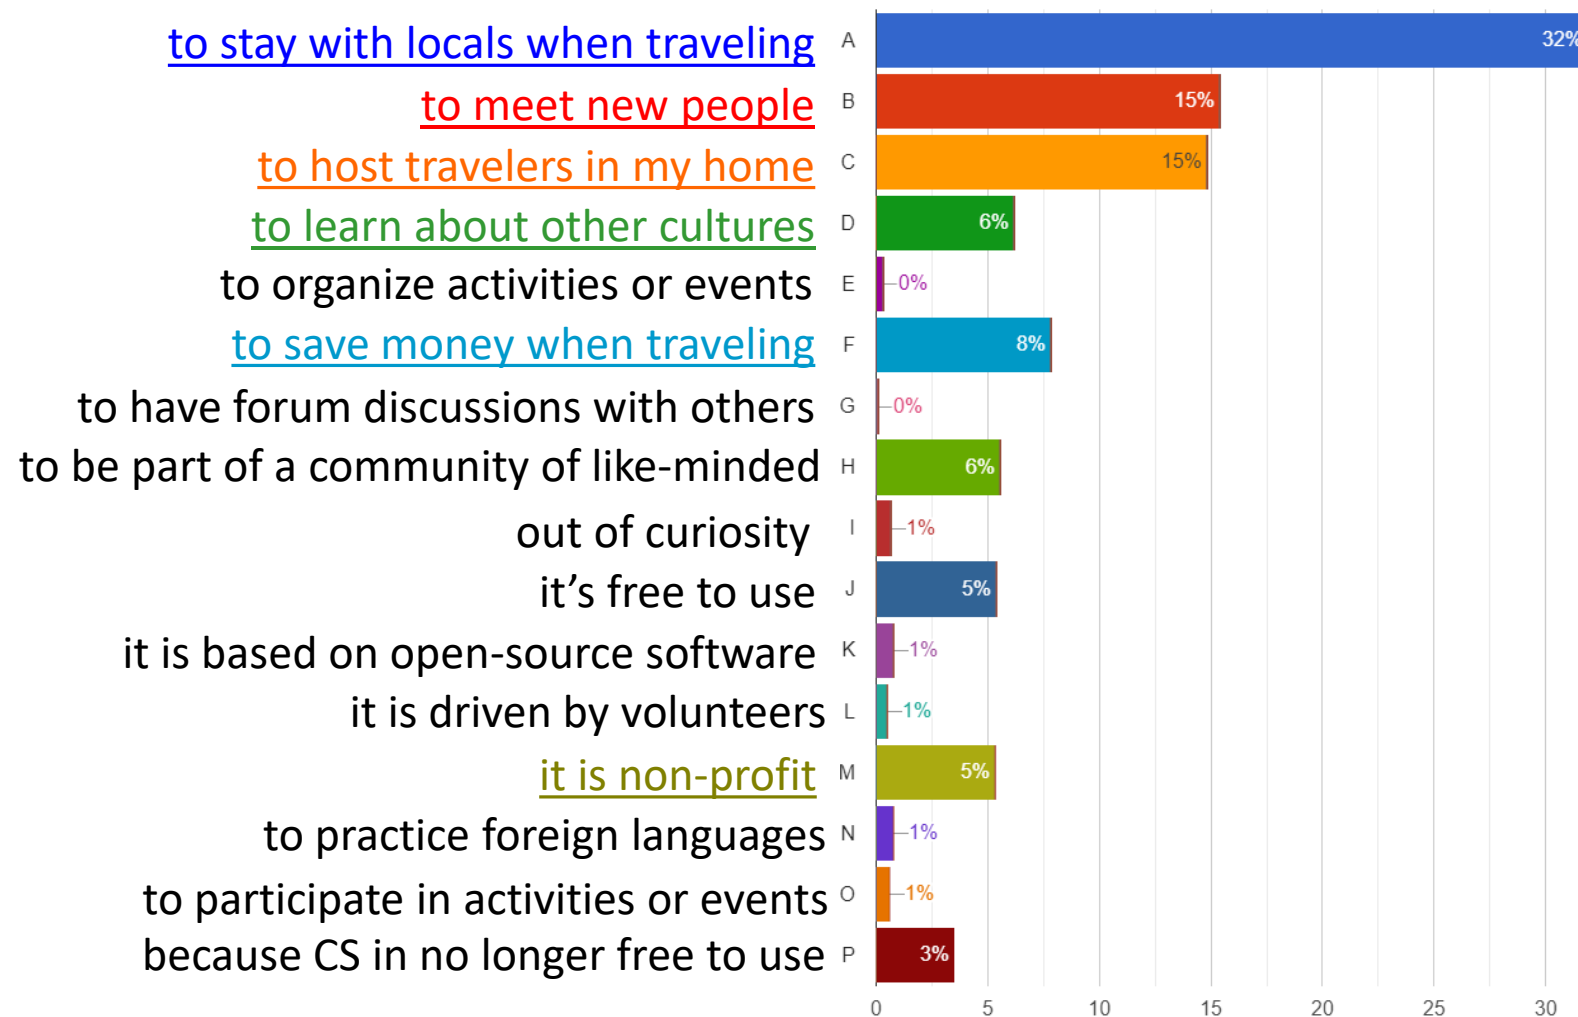 to stay with locals when traveling A 32%
to meet new people B 15%
to host travelers in my home C 15%
to learn about other cultures D 6%
to organize activities or events E 0%
to save money when traveling F 8%
to have forum discussions with others G 0%
to be part of a community of like-minded H 6%
out of curiosity I 1%
it’s free to use J 5%
it is based on open-source software K 1%
it is driven by volunteers L 1%
it is non-profit M 5%
to practice foreign languages N 1%
to participate in activities or events O 1%
because CS in no longer free to use P 3%
0 5 10 15 20 25 30